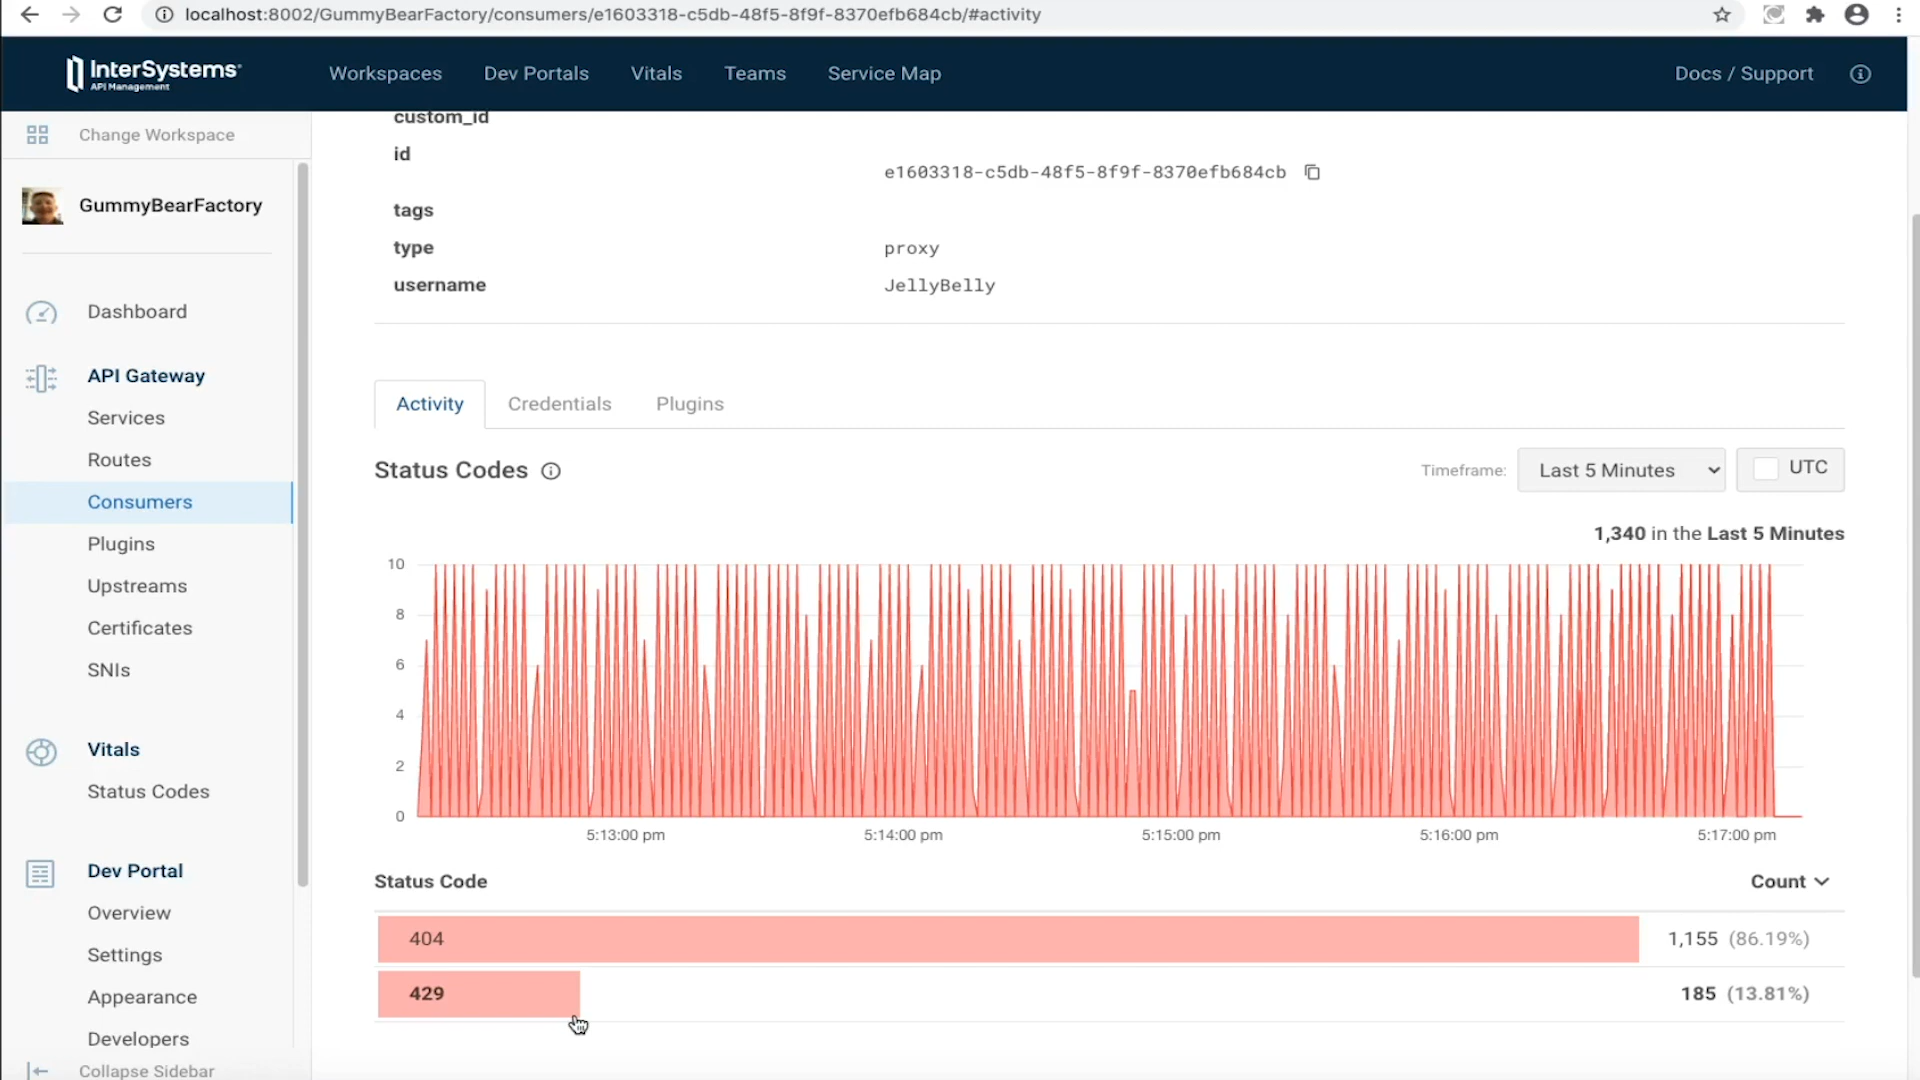 localhost:8002/GummyBearFactory/consumers/e1603318-c5db-48f5-8f9f-8370efb684cb/#activity
InterSystems
API Management
Workspaces
Dev Portals
Vitals
Teams
Service Map
Docs / Support
Change Workspace
GummyBearFactory
Dashboard
API Gateway
Services
Routes
Consumers
Plugins
Upstreams
Certificates
SNIs
Vitals
Status Codes
Dev Portal
Overview
Settings
Appearance
Developers
Collapse Sidebar
custom_id
id
e1603318-c5db-48f5-8f9f-8370efb684cb
tags
type
proxy
username
JellyBelly
Activity
Credentials
Plugins
Status Codes
Timeframe:
Last 5 Minutes
UTC
1,340 in the Last 5 Minutes
10
8
6
4
2
0
5:13:00 pm
5:14:00 pm
5:15:00 pm
5:16:00 pm
5:17:00 pm
Status Code
Count
404
1,155 (86.19%)
429
185 (13.81%)